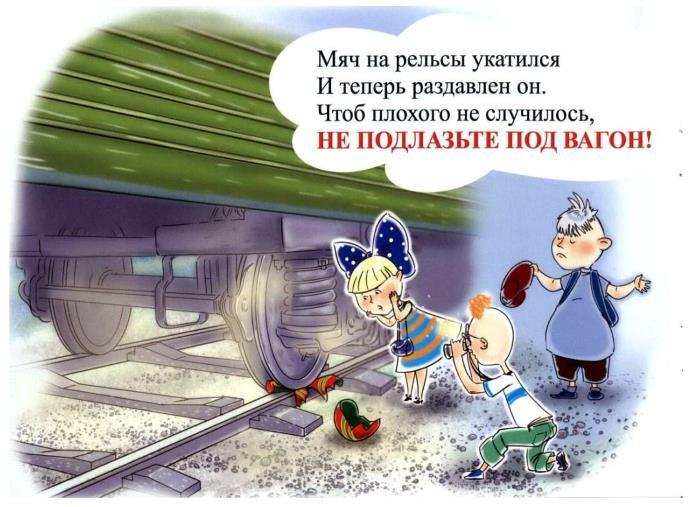 Мяч на рельсы укатился
И теперь раздавлен он.
Чтоб плохого не случилось,
НЕ ПОДЛАЗЬТЕ ПОД ВАГОН!